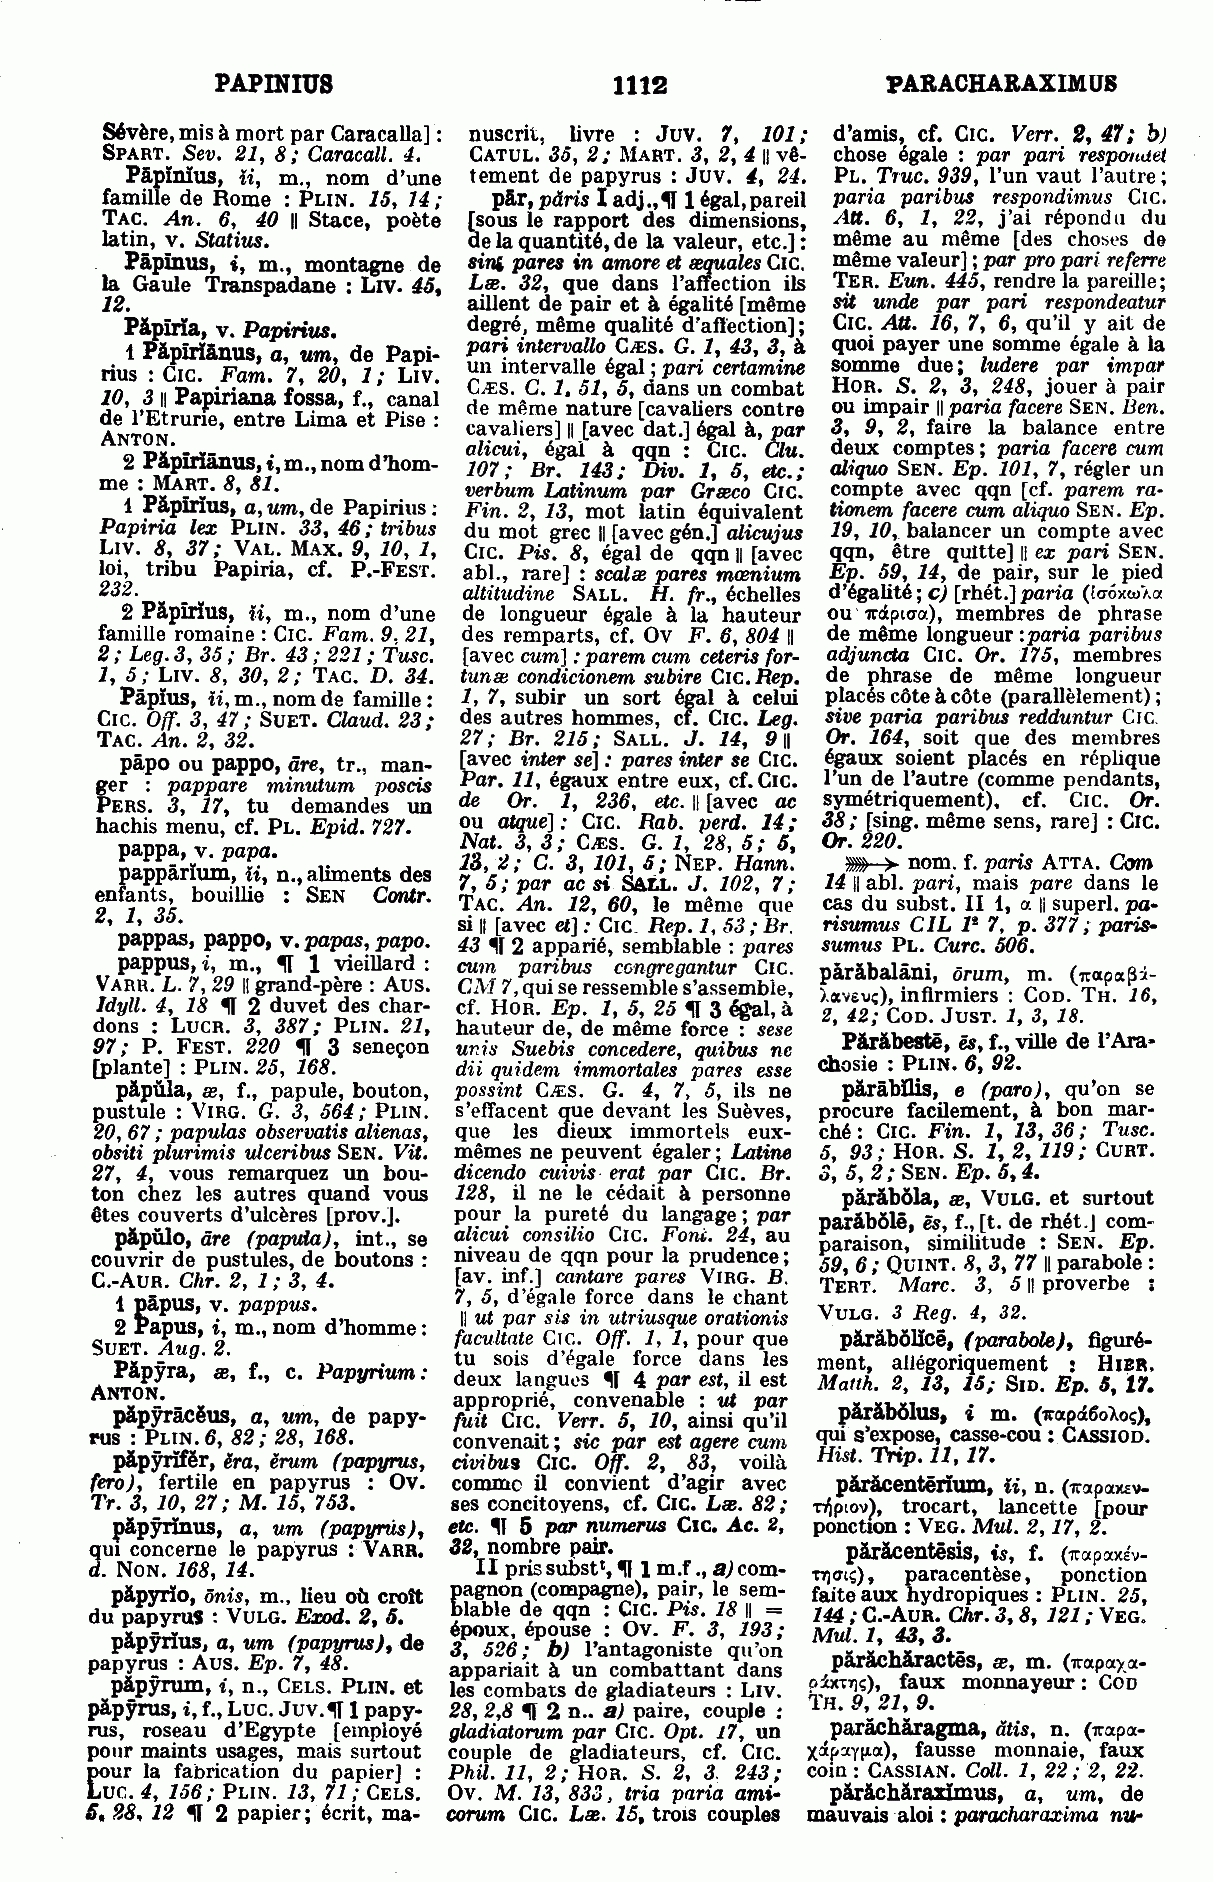 PAPINIUS
1112
PARACHARAXIMUS
Sévère, mis à mort par Caracalla] :
SPART. Sev. 21, 8 ; Caracall. 4.
Pāpĭnĭus, ĭi, m., nom d'une
famille de Rome : PLIN. 15, 14 ;
TAC. An. 6, 40 || Stace, poète
latin, v. Statius.
Pāpīnus, i, m., montagne de
la Gaule Transpadane : LIV. 45,
12.
Păpīrĭa, v. Papirius.
1 Păpīrĭānus, a, um, de Papi-
rius : CIC. Fam. 7, 20, 1 ; LIV.
10, 3 || Papiriana fossa, f., canal
de l'Etrurie, entre Lima et Pise :
ANTON.
2 Păpīrĭānus, i, m., nom d'hom-
me : MART. 8, 81.
1 Păpīrĭus, a, um, de Papirius :
Papiria lex PLIN. 33, 46 ; tribus
LIV. 8, 37 ; VAL. MAX. 9, 10, 1,
loi, tribu Papiria, cf. P.-FEST.
232.
2 Păpīrĭus, ĭi, m., nom d'une
famille romaine : CIC. Fam. 9, 21,
2 ; Leg. 3, 35 ; Br. 43 ; 221 ; Tusc.
1, 5 ; LIV. 8, 30, 2 ; TAC. D. 34.
Pāpĭus, ĭi, m., nom de famille :
CIC. Off. 3, 47 ; SUET. Claud. 23 ;
TAC. An. 2, 32.
pāpo ou pappo, āre, tr., man-
ger : pappare minutum poscis
PERS. 3, 17, tu demandes un
hachis menu, cf. PL. Epid. 727.
pappa, v. papa.
pappārĭum, ĭi, n., aliments des
enfants, bouillie : SEN Contr.
2, 1, 35.
pappas, pappo, v. papas, papo.
pappus, i, m., ¶ 1 vieillard :
VARR. L. 7, 29 || grand-père : AUS.
Idyll. 4, 18 ¶ 2 duvet des char-
dons : LUCR. 3, 387 ; PLIN. 21,
97 ; P. FEST. 220 ¶ 3 seneçon
[plante] : PLIN. 25, 168.
păpŭla, æ, f., papule, bouton,
pustule : VIRG. G. 3, 564 ; PLIN.
20, 67 ; papulas observatis alienas,
obsiti plurimis ulceribus SEN. Vit.
27, 4, vous remarquez un bou-
ton chez les autres quand vous
êtes couverts d'ulcères [prov.].
păpŭlo, āre (papula), int., se
couvrir de pustules, de boutons :
C.-AUR. Chr. 2, 1 ; 3, 4.
1 pāpus, v. pappus.
2 Papus, i, m., nom d'homme :
SUET. Aug. 2.
Păpȳra, æ, f., c. Papyrium :
ANTON.
păpȳrācĕus, a, um, de papy-
rus : PLIN. 6, 82 ; 28, 168.
păpȳrĭfĕr, ĕra, ĕrum (papyrus,
fero), fertile en papyrus : OV.
Tr. 3, 10, 27 ; M. 15, 753.
păpȳrĭnus, a, um (papyrus),
qui concerne le papyrus : VARR.
d. NON. 168, 14.
păpyrĭo, ōnis, m., lieu où croît
du papyrus : VULG. Exod. 2, 5.
păpȳrĭus, a, um (papyrus), de
papyrus : AUS. Ep. 7, 48.
păpȳrum, i, n., CELS. PLIN. et
păpȳrus, i, f., LUC. JUV. ¶ 1 papy-
rus, roseau d'Egypte [employé
pour maints usages, mais surtout
pour la fabrication du papier] :
LUC. 4, 156 ; PLIN. 13, 71 ; CELS.
5, 28, 12 ¶ 2 papier ; écrit, ma-
nuscrit, livre : JUV. 7, 101 ;
CATUL. 35, 2 ; MART. 3, 2, 4 || vê-
tement de papyrus : JUV. 4, 24.
pār, păris I adj., ¶ 1 égal, pareil
[sous le rapport des dimensions,
de la quantité, de la valeur, etc.] :
sint pares in amore et æquales CIC.
Læ. 32, que dans l'affection ils
aillent de pair et à égalité [même
degré, même qualité d'affection] ;
pari intervallo CÆS. G. 1, 43, 3, à
un intervalle égal ; pari certamine
CÆS. C. 1, 51, 5, dans un combat
de même nature [cavaliers contre
cavaliers] || [avec dat.] égal à, par
alicui, égal à qqn : CIC. Clu.
107 ; Br. 143 ; Div. 1, 5, etc. ;
verbum Latinum par Græco CIC.
Fin. 2, 13, mot latin équivalent
du mot grec || [avec gén.] alicujus
CIC. Pis. 8, égal de qqn || [avec
abl., rare] : scalæ pares mœnium
altitudine SALL. H. fr., échelles
de longueur égale à la hauteur
des remparts, cf. OV F. 6, 804 ||
[avec cum] : parem cum ceteris for-
tunæ condicionem subire CIC. Rep.
1, 7, subir un sort égal à celui
des autres hommes, cf. CIC. Leg.
27 ; Br. 215 ; SALL. J. 14, 9 ||
[avec inter se] : pares inter se CIC.
Par. 11, égaux entre eux, cf. CIC.
de Or. 1, 236, etc. || [avec ac
ou atque] : CIC. Rab. perd. 14 ;
Nat. 3, 3 ; CÆS. G. 1, 28, 5 ; 5,
13, 2 ; C. 3, 101, 5 ; NEP. Hann.
7, 5 ; par ac si SALL. J. 102, 7 ;
TAC. An. 12, 60, le même que
si || [avec et] : CIC. Rep. 1, 53 ; Br.
43 ¶ 2 apparié, semblable : pares
cum paribus congregantur CIC.
CM 7, qui se ressemble s'assemble,
cf. HOR. Ep. 1, 5, 25 ¶ 3 égal, à
hauteur de, de même force : sese
unis Suebis concedere, quibus ne
dii quidem immortales pares esse
possint CÆS. G. 4, 7, 5, ils ne
s'effacent que devant les Suèves,
que les dieux immortels eux-
mêmes ne peuvent égaler ; Latine
dicendo cuivis erat par CIC. Br.
128, il ne le cédait à personne
pour la pureté du langage ; par
alicui consilio CIC. Font. 24, au
niveau de qqn pour la prudence ;
[av. inf.] cantare pares VIRG. B.
7, 5, d'égale force dans le chant
|| ut par sis in utriusque orationis
facultate CIC. Off. 1, 1, pour que
tu sois d'égale force dans les
deux langues ¶ 4 par est, il est
approprié, convenable : ut par
fuit CIC. Verr. 5, 10, ainsi qu'il
convenait ; sic par est agere cum
civibus CIC. Off. 2, 83, voilà
comme il convient d'agir avec
ses concitoyens, cf. CIC. Læ. 82 ;
etc. ¶ 5 par numerus CIC. Ac. 2,
32, nombre pair.
II pris substt, ¶ 1 m.f., a) com-
pagnon (compagne), pair, le sem-
blable de qqn : CIC. Pis. 18 || =
époux, épouse : OV. F. 3, 193 ;
3, 526 ; b) l'antagoniste qu'on
appariait à un combattant dans
les combats de gladiateurs : LIV.
28, 2,8 ¶ 2 n.. a) paire, couple :
gladiatorum par CIC. Opt. 17, un
couple de gladiateurs, cf. CIC.
Phil. 11, 2 ; HOR. S. 2, 3, 243 ;
OV. M. 13, 833, tria paria ami-
corum CIC. Læ. 15, trois couples
d'amis, cf. CIC. Verr. 2, 47 ; b)
chose égale : par pari respondet
PL. Truc. 939, l'un vaut l'autre ;
paria paribus respondimus CIC.
Att. 6, 1, 22, j'ai répondu du
même au même [des choses de
même valeur] ; par pro pari referre
TER. Eun. 445, rendre la pareille ;
sit unde par pari respondeatur
CIC. Att. 16, 7, 6, qu'il y ait de
quoi payer une somme égale à la
somme due ; ludere par impar
HOR. S. 2, 3, 248, jouer à pair
ou impair || paria facere SEN. Ben.
3, 9, 2, faire la balance entre
deux comptes ; paria facere cum
aliquo SEN. Ep. 101, 7, régler un
compte avec qqn [cf. parem ra-
tionem facere cum aliquo SEN. Ep.
19, 10, balancer un compte avec
qqn, être quitte] || ex pari SEN.
Ep. 59, 14, de pair, sur le pied
d'égalité ; c) [rhét.] paria (ἰσόκωλα
ou πάρισα), membres de phrase
de même longueur : paria paribus
adjuncta CIC. Or. 175, membres
de phrase de même longueur
placés côte à côte (parallèlement) ;
sive paria paribus redduntur CIC.
Or. 164, soit que des membres
égaux soient placés en réplique
l'un de l'autre (comme pendants,
symétriquement), cf. CIC. Or.
38 ; [sing. même sens, rare] : CIC.
Or. 220.
»»→ nom. f. paris ATTA. Com
14 || abl. pari, mais pare dans le
cas du subst. II 1, a || superl. pa-
risumus CIL I² 7, p. 377 ; paris-
sumus PL. Curc. 506.
părăbalāni, ōrum, m. (παραβα-
λανευς), infirmiers : COD. TH. 16,
2, 42 ; COD. JUST. 1, 3, 18.
Părăbestē, ēs, f., ville de l'Ara-
chosie : PLIN. 6, 92.
părābĭlis, e (paro), qu'on se
procure facilement, à bon mar-
ché : CIC. Fin. 1, 13, 36 ; Tusc.
5, 93 ; HOR. S. 1, 2, 119 ; CURT.
3, 5, 2 ; SEN. Ep. 5, 4.
părăbŏla, æ, VULG. et surtout
parăbŏlē, ēs, f., [t. de rhét.] com-
paraison, similitude : SEN. Ep.
59, 6 ; QUINT. 8, 3, 77 || parabole :
TERT. Marc. 3, 5 || proverbe :
VULG. 3 Reg. 4, 32.
părăbŏlĭcē, (parabole), figuré-
ment, allégoriquement : HIER.
Matth. 2, 13, 15 ; SID. Ep. 5, 17.
părăbŏlus, i m. (παράβολος),
qui s'expose, casse-cou : CASSIOD.
Hist. Trip. 11, 17.
părăcentērĭum, ĭi, n. (παρακεν-
τήριον), trocart, lancette [pour
ponction : VEG. Mul. 2, 17, 2.
părăcentēsis, is, f. (παρακέν-
τησις), paracentèse, ponction
faite aux hydropiques : PLIN. 25,
144 ; C.-AUR. Chr. 3, 8, 121 ; VEG.
Mul. 1, 43, 3.
părăchăractēs, æ, m. (παραχα-
ράκτης), faux monnayeur : COD
TH. 9, 21, 9.
parăchăragma, ătis, n. (παρα-
χάραγμα), fausse monnaie, faux
coin : CASSIAN. Coll. 1, 22 ; 2, 22.
părăchăraxĭmus, a, um, de
mauvais aloi : paracharaxima nu-